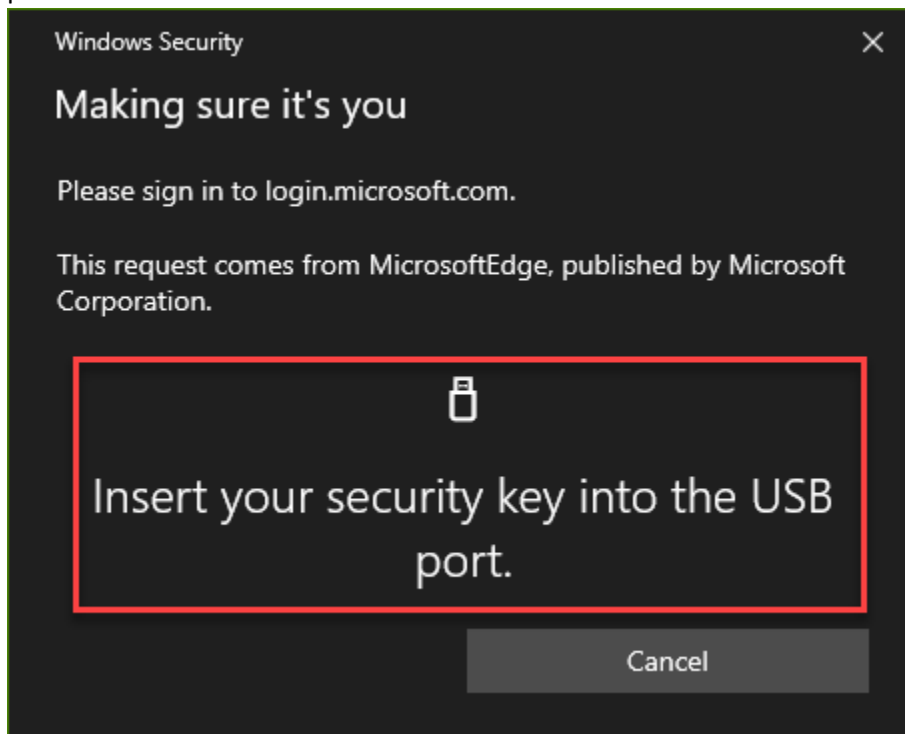 Windows Security
Making sure it's you
Please sign in to login.microsoft.com.
This request comes from MicrosoftEdge, published by Microsoft
Corporation.
Insert your security key into the USB
port.
Cancel